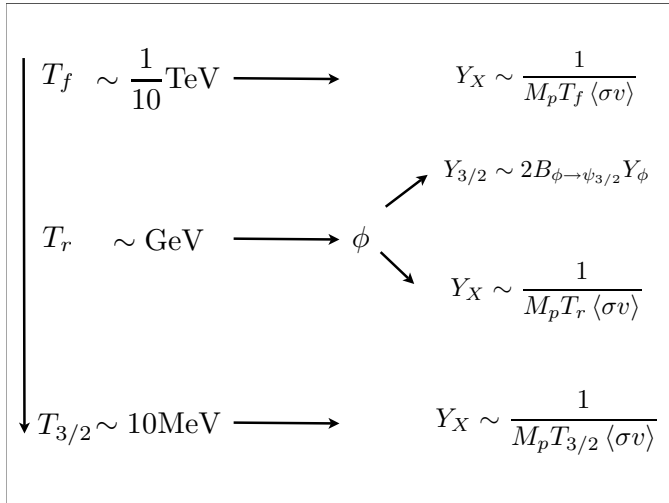 T_f ∼ 1/10 TeV ⟶ Y_X ∼ 1/(M_p T_f ⟨σv⟩)
Y_{3/2} ∼ 2B_{ϕ→ψ_{3/2}} Y_ϕ
T_r ∼ GeV ⟶ ϕ
Y_X ∼ 1/(M_p T_r ⟨σv⟩)
T_{3/2} ∼ 10MeV ⟶ Y_X ∼ 1/(M_p T_{3/2} ⟨σv⟩)